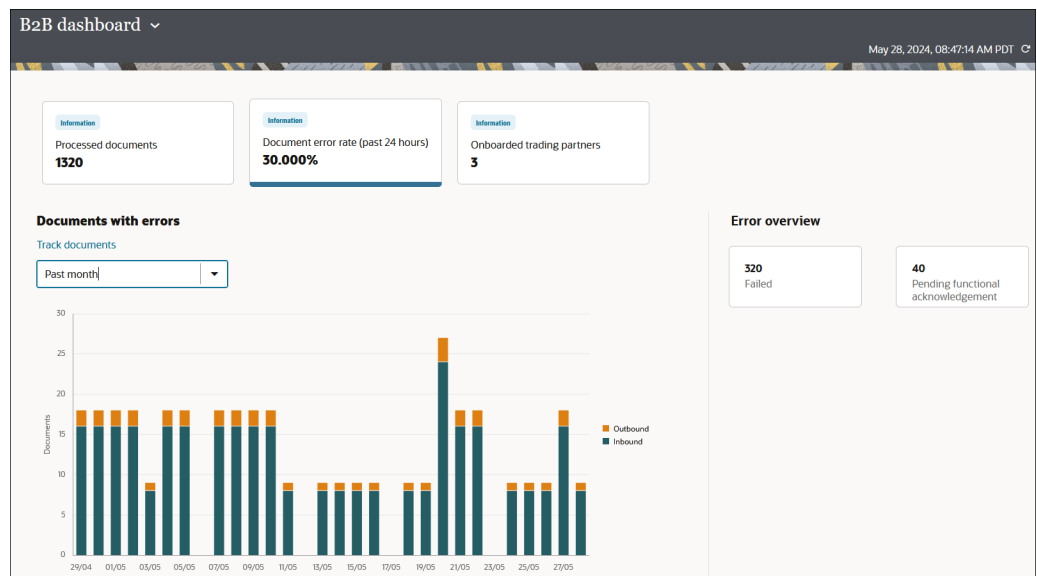 B2B dashboard
May 28, 2024, 08:47:14 AM PDT
Information
Processed documents
1320
Information
Document error rate (past 24 hours)
30.000%
Information
Onboarded trading partners
3
Documents with errors
Track documents
Past month
30
25
20
15
10
5
0
Documents
29/04 01/05 03/05 05/05 07/05 09/05 11/05 13/05 15/05 17/05 19/05 21/05 23/05 25/05 27/05
Outbound
Inbound
Error overview
320
Failed
40
Pending functional
acknowledgement